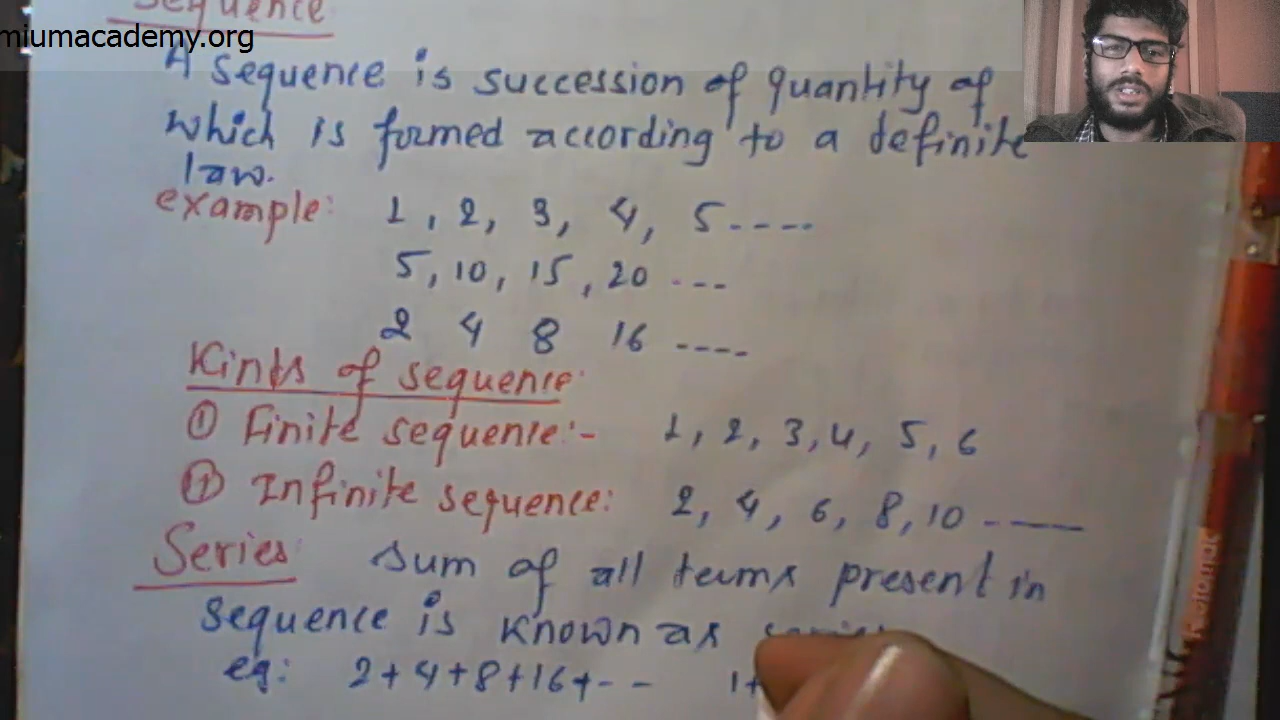 Sequence
miumacademy.org
A sequence is succession of quantity of
which is formed according to a definite
law.
example: 1, 2, 3, 4, 5----
5, 10, 15, 20 ---
2 4 8 16 ----
Kinds of sequence:
① Finite sequence:- 1, 2, 3, 4, 5, 6
② Infinite sequence: 2, 4, 6, 8, 10 ----
Series: Sum of all terms present in
sequence is known as
eg: 2+4+8+16+-- 1+
Reformac